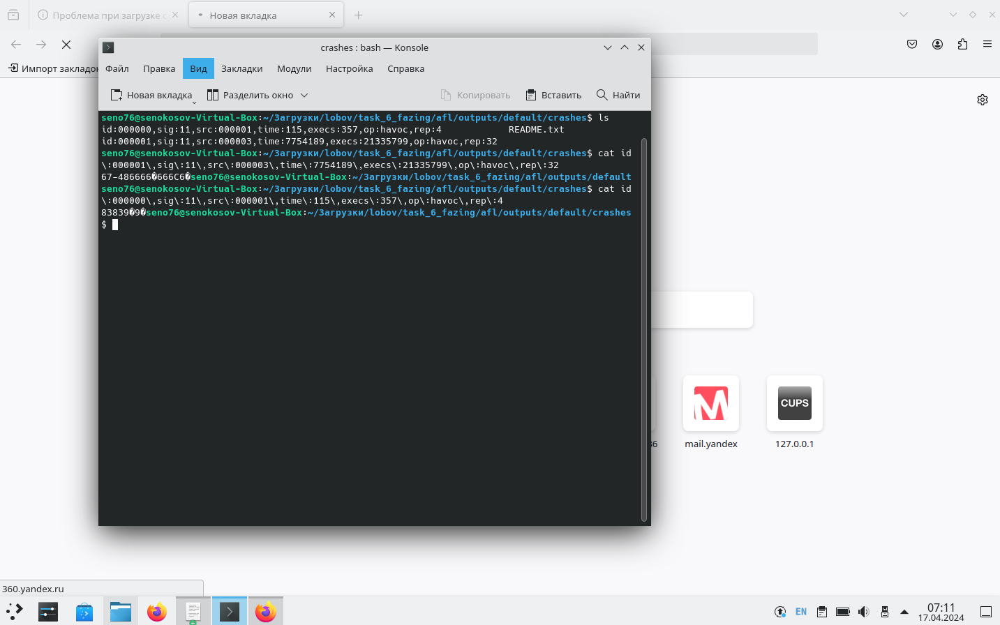 Проблема при загрузке с
Новая вкладка
Импорт закладок
crashes : bash — Konsole
Файл Правка Вид Закладки Модули Настройка Справка
Новая вкладка Разделить окно Копировать Вставить Найти
seno76@senokosov-Virtual-Box:~/Загрузки/lobov/task_6_fazing/afl/outputs/default/crashes$ ls
id:000000,sig:11,src:000001,time:115,execs:357,op:havoc,rep:4 README.txt
id:000001,sig:11,src:000003,time:7754189,execs:21335799,op:havoc,rep:32
seno76@senokosov-Virtual-Box:~/Загрузки/lobov/task_6_fazing/afl/outputs/default/crashes$ cat id
\:000001\,sig\:11\,src\:000003\,time\:7754189\,execs\:21335799\,op\:havoc\,rep\:32
67-486666�666C6�seno76@senokosov-Virtual-Box:~/Загрузки/lobov/task_6_fazing/afl/outputs/default
seno76@senokosov-Virtual-Box:~/Загрузки/lobov/task_6_fazing/afl/outputs/default/crashes$ cat id
\:000000\,sig\:11\,src\:000001\,time\:115\,execs\:357\,op\:havoc\,rep\:4
83839�9�seno76@senokosov-Virtual-Box:~/Загрузки/lobov/task_6_fazing/afl/outputs/default/crashes
$
CUPS
36 mail.yandex 127.0.0.1
360.yandex.ru
EN
07:11
17.04.2024